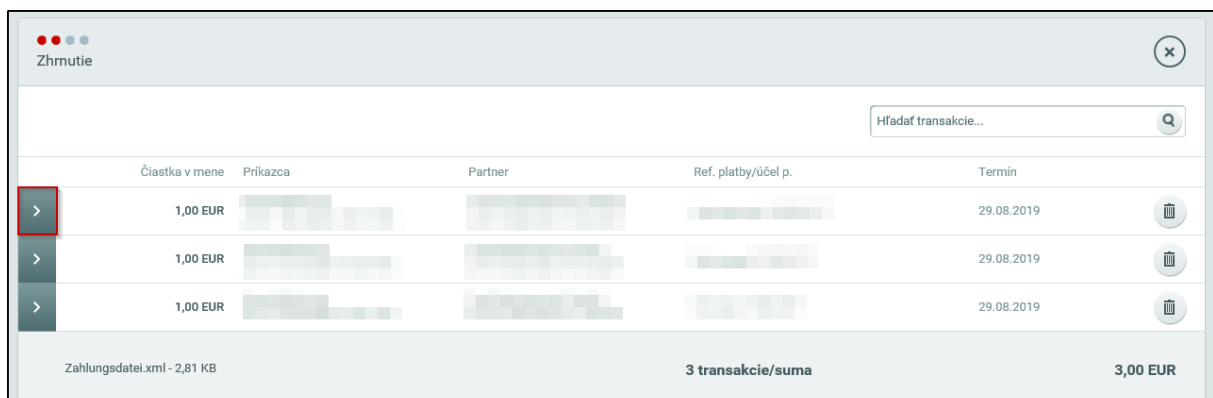 Zhrnutie
Hľadať transakcie...
Čiastka v mene Príkazca Partner Ref. platby/účel p. Termín
1,00 EUR 29.08.2019
1,00 EUR 29.08.2019
1,00 EUR 29.08.2019
Zahlungsdatei.xml - 2,81 KB 3 transakcie/suma 3,00 EUR